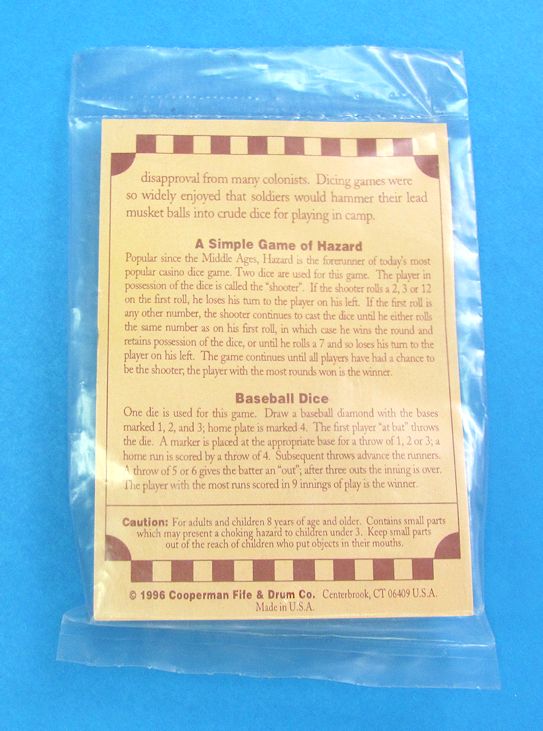 disapproval from many colonists. Dicing games were
so widely enjoyed that soldiers would hammer their lead
musket balls into crude dice for playing in camp.
A Simple Game of Hazard
Popular since the Middle Ages, Hazard is the forerunner of today's most
popular casino dice game. Two dice are used for this game. The player in
possession of the dice is called the "shooter". If the shooter rolls a 2, 3 or 12
on the first roll, he loses his turn to the player on his left. If the first roll is
any other number, the shooter continues to cast the dice until he either rolls
the same number as on his first roll, in which case he wins the round and
retains possession of the dice, or until he rolls a 7 and so loses his turn to the
player on his left. The game continues until all players have had a chance to
be the shooter; the player with the most rounds won is the winner.
Baseball Dice
One die is used for this game. Draw a baseball diamond with the bases
marked 1, 2, and 3; home plate is marked 4. The first player "at bat" throws
the die. A marker is placed at the appropriate base for a throw of 1, 2 or 3; a
home run is scored by a throw of 4. Subsequent throws advance the runners.
A throw of 5 or 6 gives the batter an "out"; after three outs the inning is over.
The player with the most runs scored in 9 innings of play is the winner.
Caution: For adults and children 8 years of age and older. Contains small parts
which may present a choking hazard to children under 3. Keep small parts
out of the reach of children who put objects in their mouths.
© 1996 Cooperman Fife & Drum Co. Centerbrook, CT 06409 U.S.A.
Made in U.S.A.